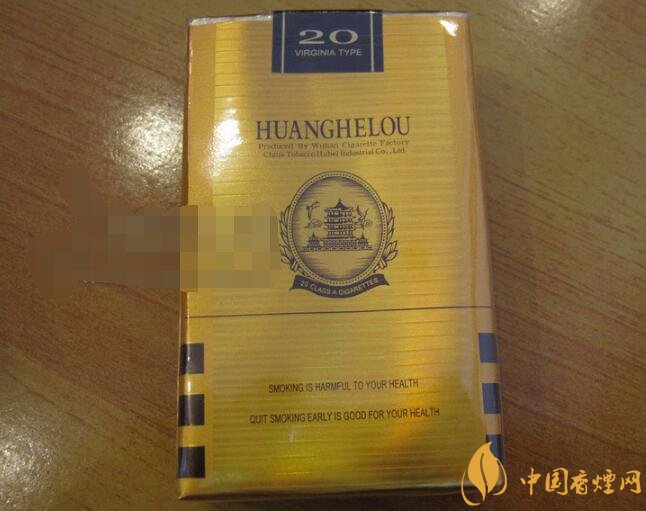 20
VIRGINIA TYPE
HUANGHELOU
Produced By Wuhan Cigarette Factory
China Tobacco Hubei Industrial Co.,Ltd
20 CLASS A CIGARETTES
SMOKING IS HARMFUL TO YOUR HEALTH
QUIT SMOKING EARLY IS GOOD FOR YOUR HEALTH
中国香烟网